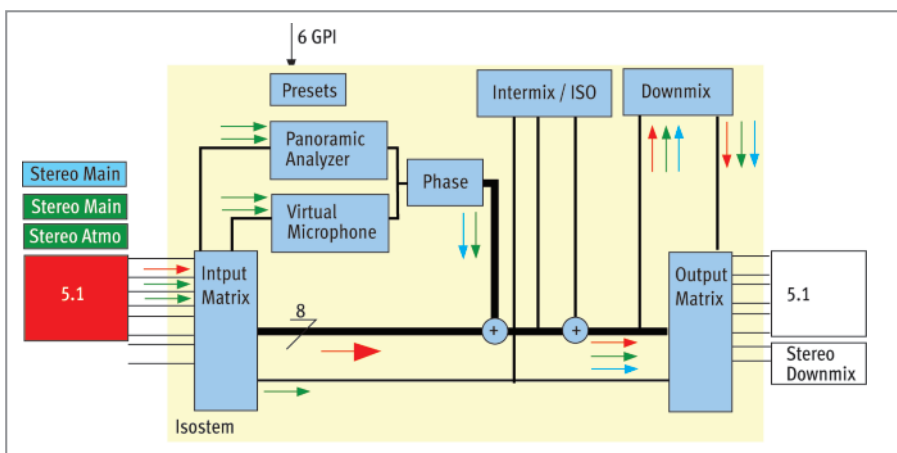 6 GPI
Presets
Intermix / ISO
Downmix
Panoramic
Analyzer
Stereo Main
Phase
Stereo Main
Virtual
Microphone
Stereo Atmo
5.1
Intput
Matrix
8
+
+
Output
Matrix
5.1
Stereo
Downmix
Isostem